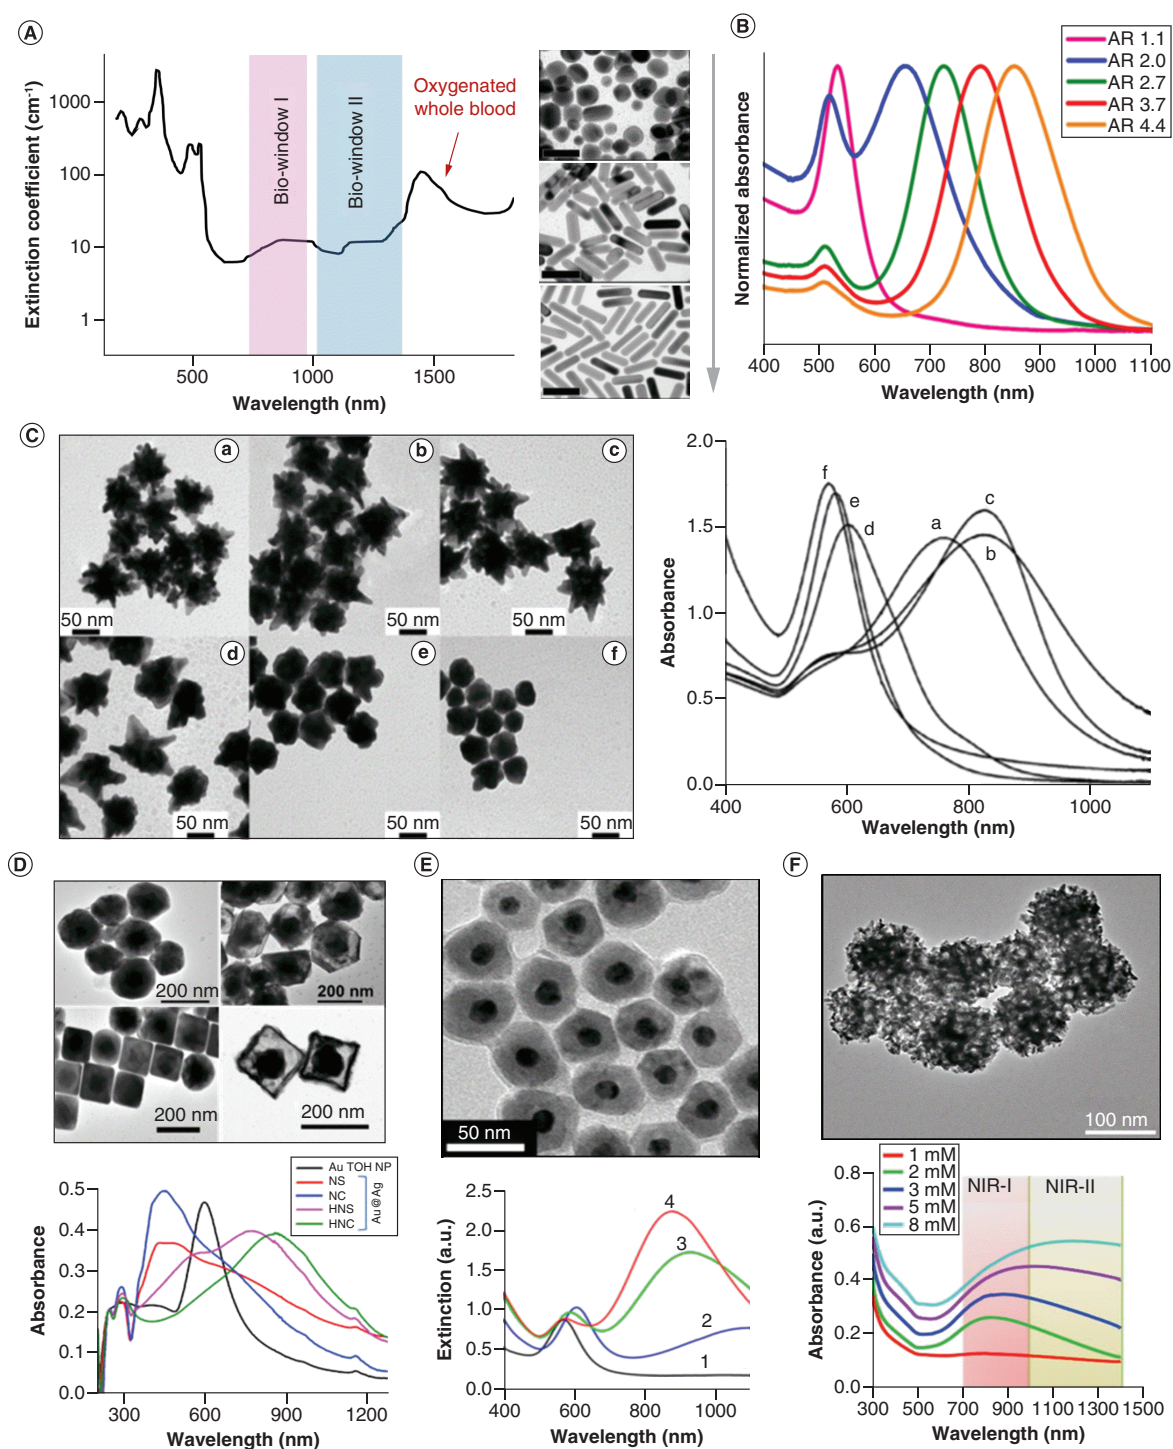 A
Extinction coefficient (cm-1)
1000
100
10
1
Bio-window I
Bio-window II
Oxygenated
whole blood
500
1000
1500
Wavelength (nm)
B
Normalized absorbance
AR 1.1
AR 2.0
AR 2.7
AR 3.7
AR 4.4
400 500 600 700 800 900 1000 1100
Wavelength (nm)
C
a
b
c
50 nm
50 nm
50 nm
d
e
f
50 nm
50 nm
50 nm
Absorbance
2.0
1.5
1.0
0.5
0.0
f
e
d
a
c
b
400 600 800 1000
Wavelength (nm)
D
200 nm
200 nm
200 nm
200 nm
Au TOH NP
NS
NC
HNS
HNC
Au@Ag
Absorbance
0.5
0.4
0.3
0.2
0.1
0.0
300 600 900 1200
Wavelength (nm)
E
50 nm
Extinction (a.u.)
2.5
2.0
1.5
1.0
0.5
0.0
4
3
2
1
400 600 800 1000
Wavelength (nm)
F
100 nm
1 mM
2 mM
3 mM
5 mM
8 mM
NIR-I
NIR-II
Absorbance (a.u.)
0.8
0.6
0.4
0.2
0.0
300 500 700 900 1100 1300 1500
Wavelength (nm)